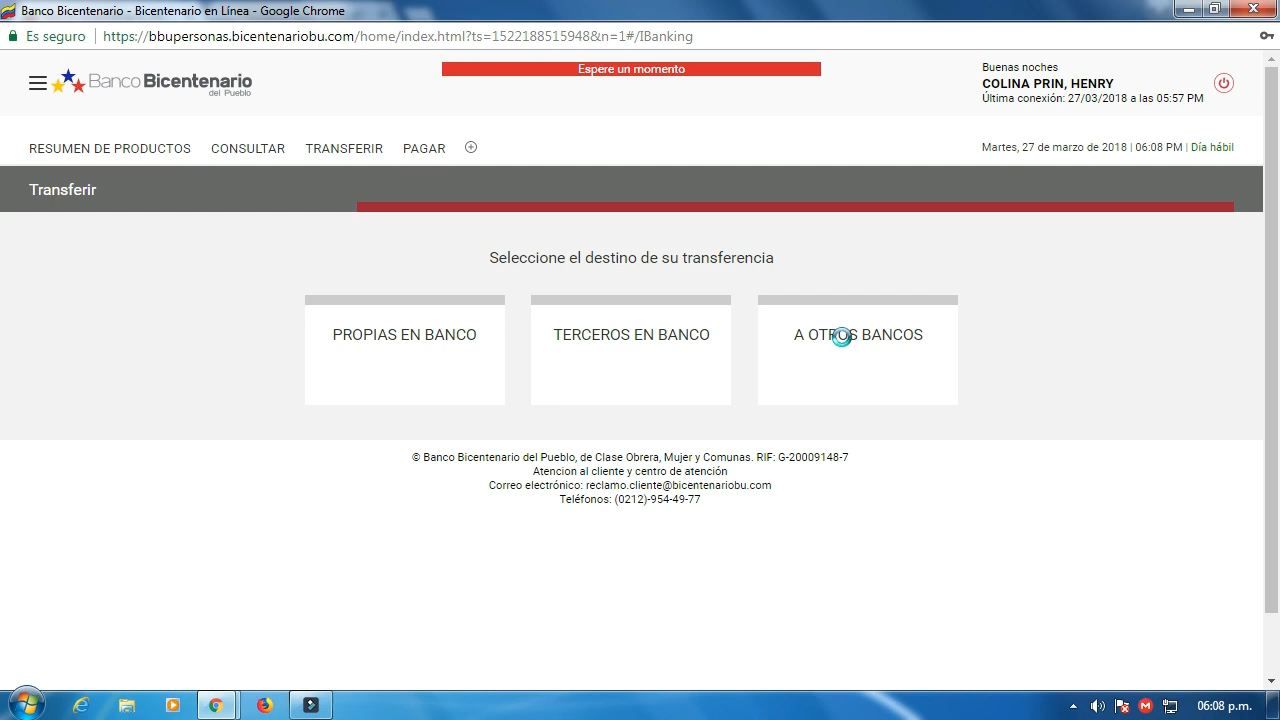 Banco Bicentenario - Bicentenario en Línea - Google Chrome
Es seguro | https://bbupersonas.bicentenariobu.com/home/index.html?ts=1522188515948&n=1#/IBanking
Banco Bicentenario
del Pueblo
Espere un momento
Buenas noches
COLINA PRIN, HENRY
Última conexión: 27/03/2018 a las 05:57 PM
RESUMEN DE PRODUCTOS CONSULTAR TRANSFERIR PAGAR
Martes, 27 de marzo de 2018 | 06:08 PM | Día hábil
Transferir
Seleccione el destino de su transferencia
PROPIAS EN BANCO
TERCEROS EN BANCO
A OTROS BANCOS
© Banco Bicentenario del Pueblo, de Clase Obrera, Mujer y Comunas. RIF: G-20009148-7
Atencion al cliente y centro de atención
Correo electrónico: reclamo.cliente@bicentenariobu.com
Teléfonos: (0212)-954-49-77
06:08 p.m.